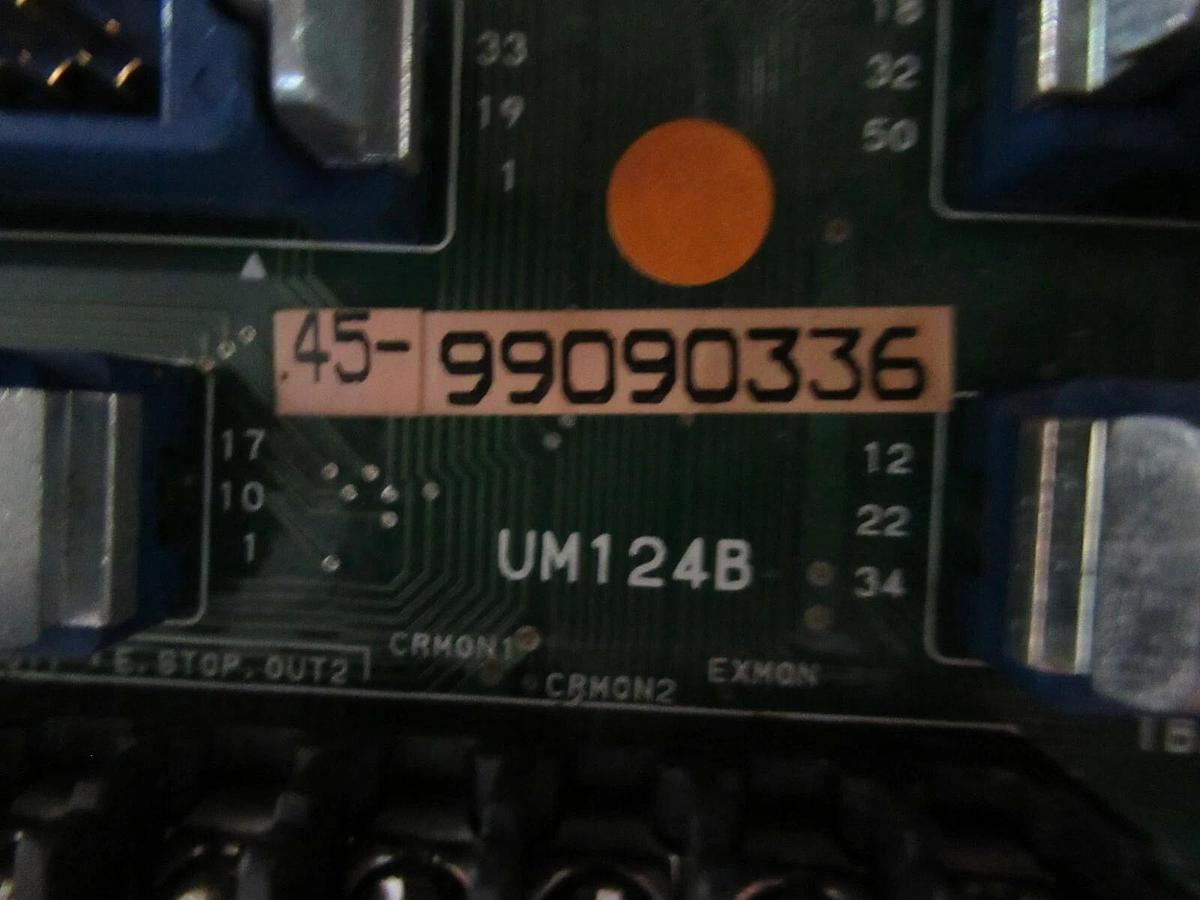 33
19
1
18
32
50
45-99090336
17
10
1
12
22
34
UM124B
CRMON1
E.STOP.OUT2
CRMON2
EXMON